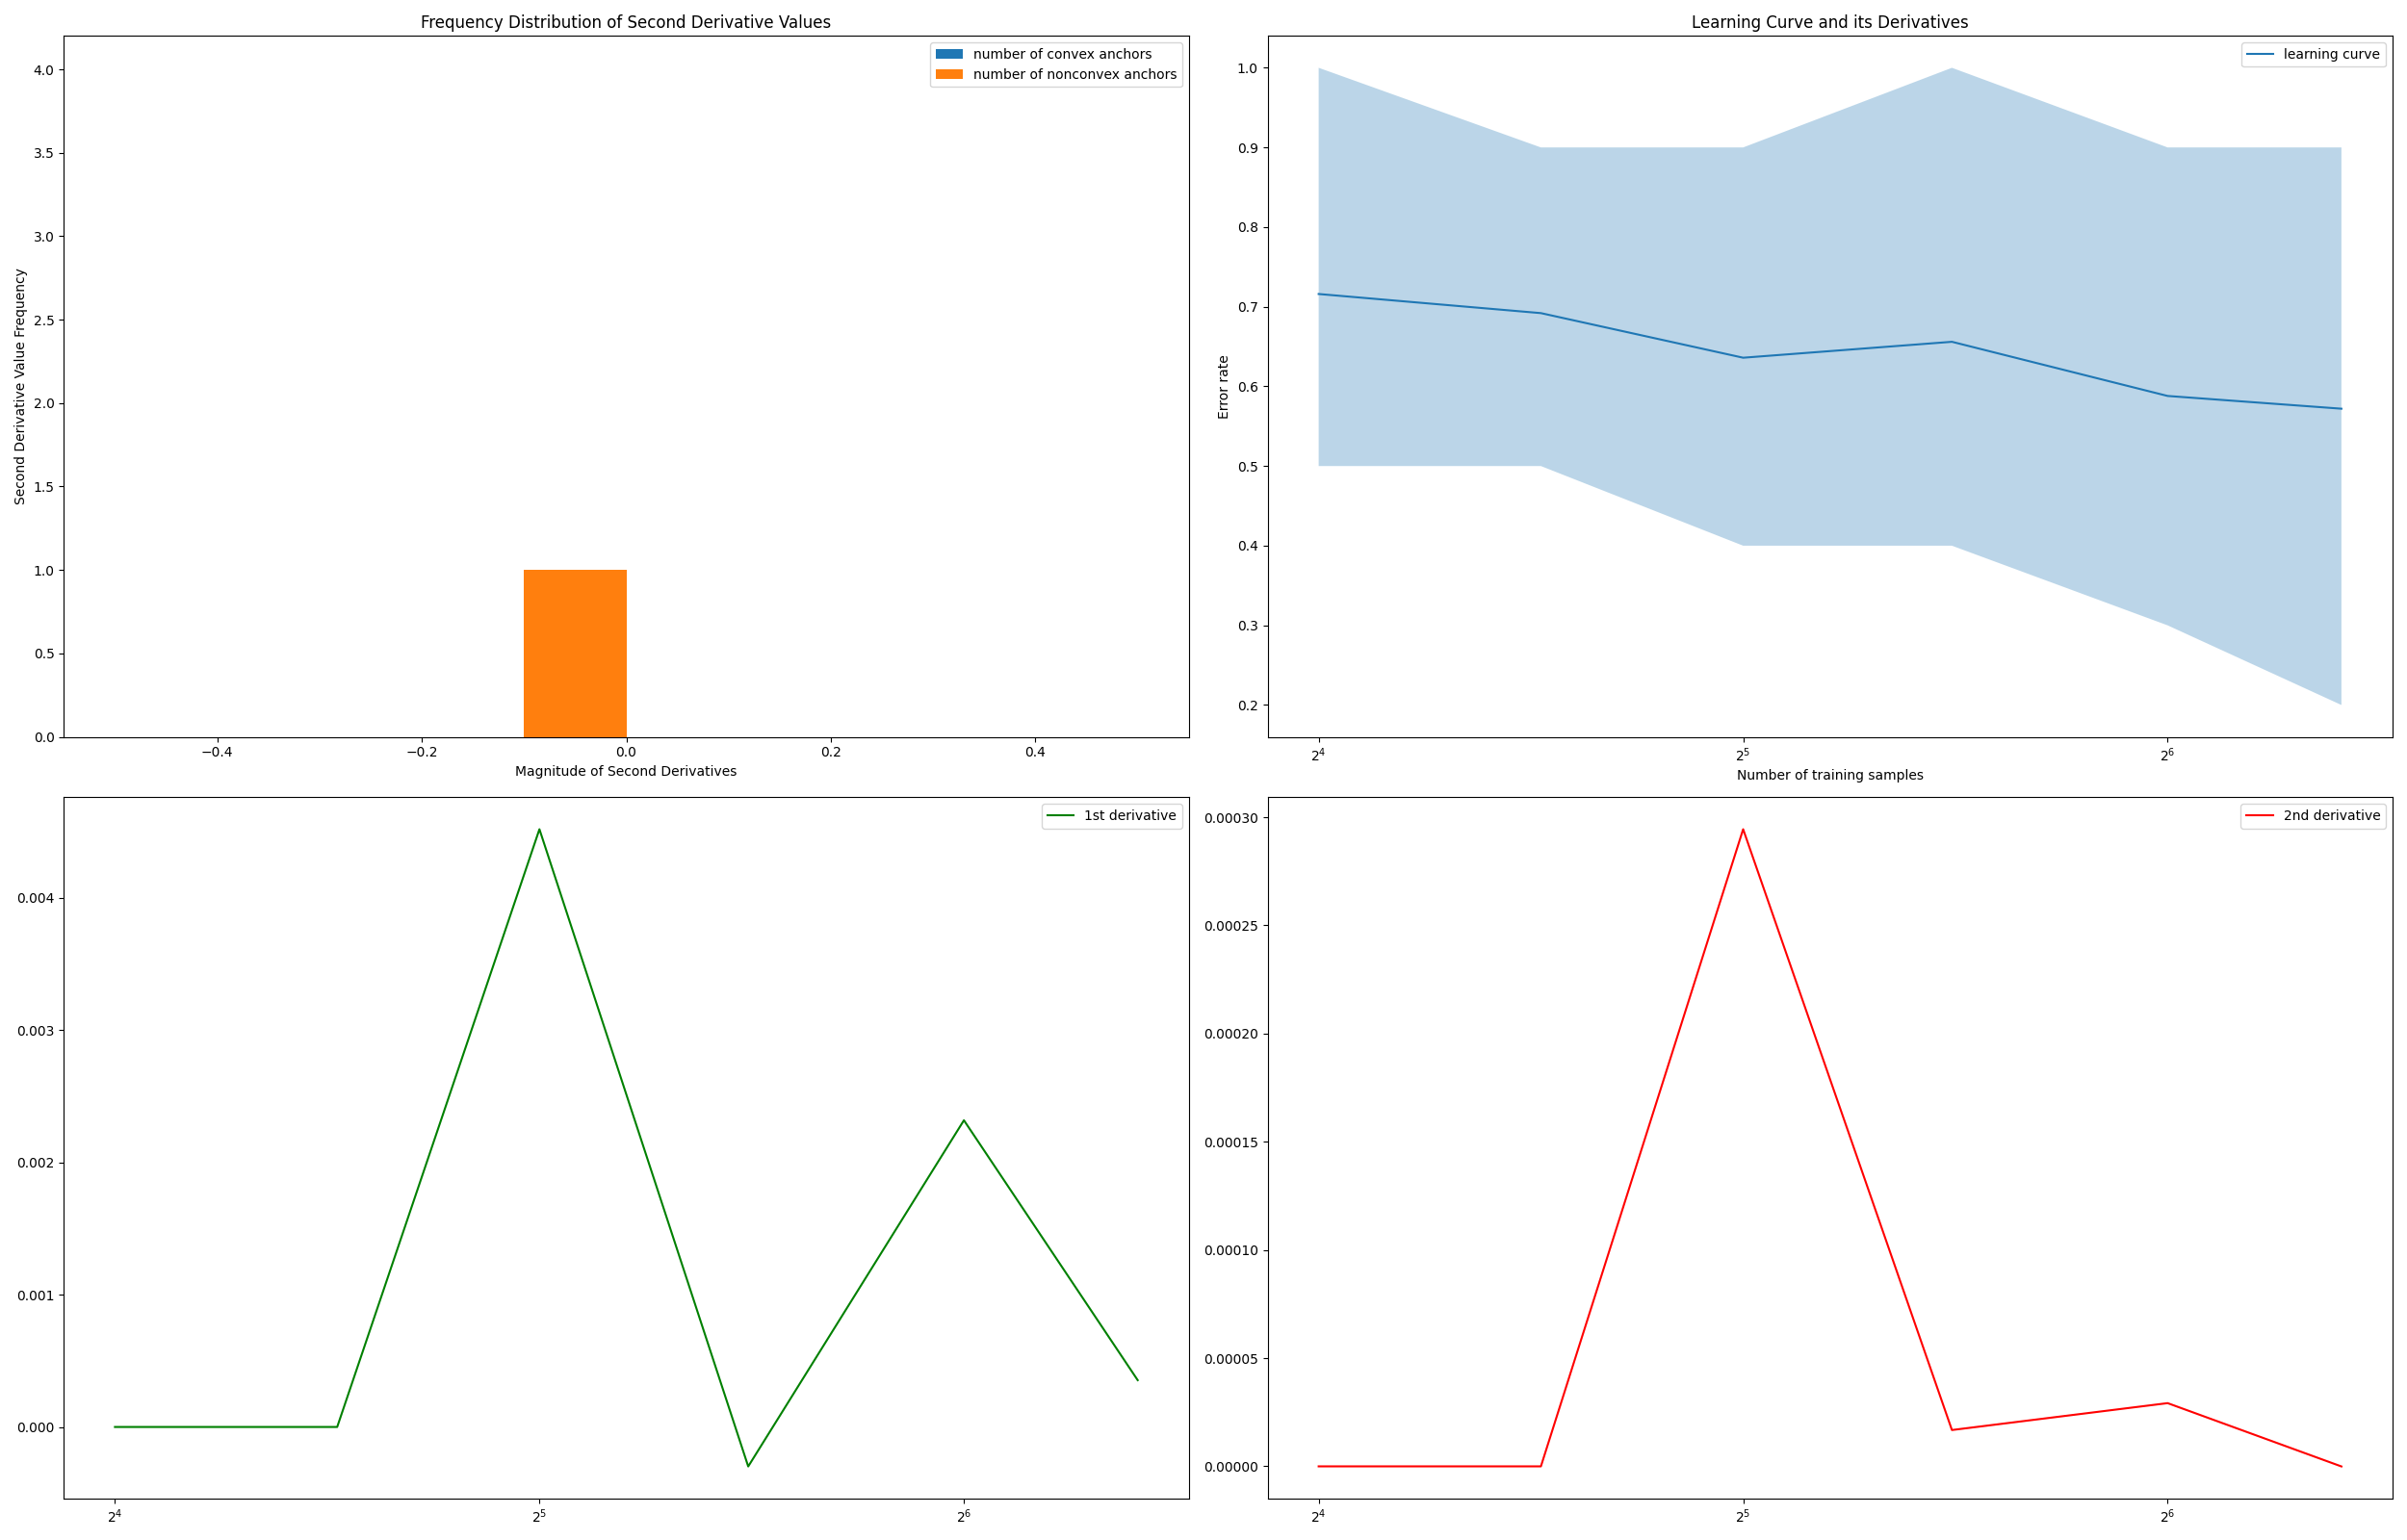 Frequency Distribution of Second Derivative Values
number of convex anchors
number of nonconvex anchors
Second Derivative Value Frequency
4.0
3.5
3.0
2.5
2.0
1.5
1.0
0.5
0.0
−0.4 −0.2 0.0 0.2 0.4
Magnitude of Second Derivatives
Learning Curve and its Derivatives
learning curve
Error rate
1.0
0.9
0.8
0.7
0.6
0.5
0.4
0.3
0.2
2⁴ 2⁵ 2⁶
Number of training samples
1st derivative
0.004
0.003
0.002
0.001
0.000
2⁴ 2⁵ 2⁶
2nd derivative
0.00030
0.00025
0.00020
0.00015
0.00010
0.00005
0.00000
2⁴ 2⁵ 2⁶